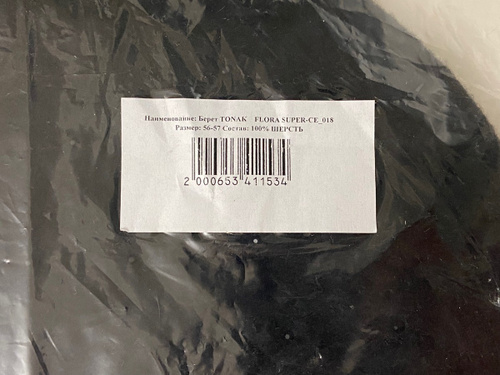 Наименование: Берет TONAK FLORA SUPER-CE_018
Размер: 56-57 Состав: 100% ШЕРСТЬ
2 000653 411534